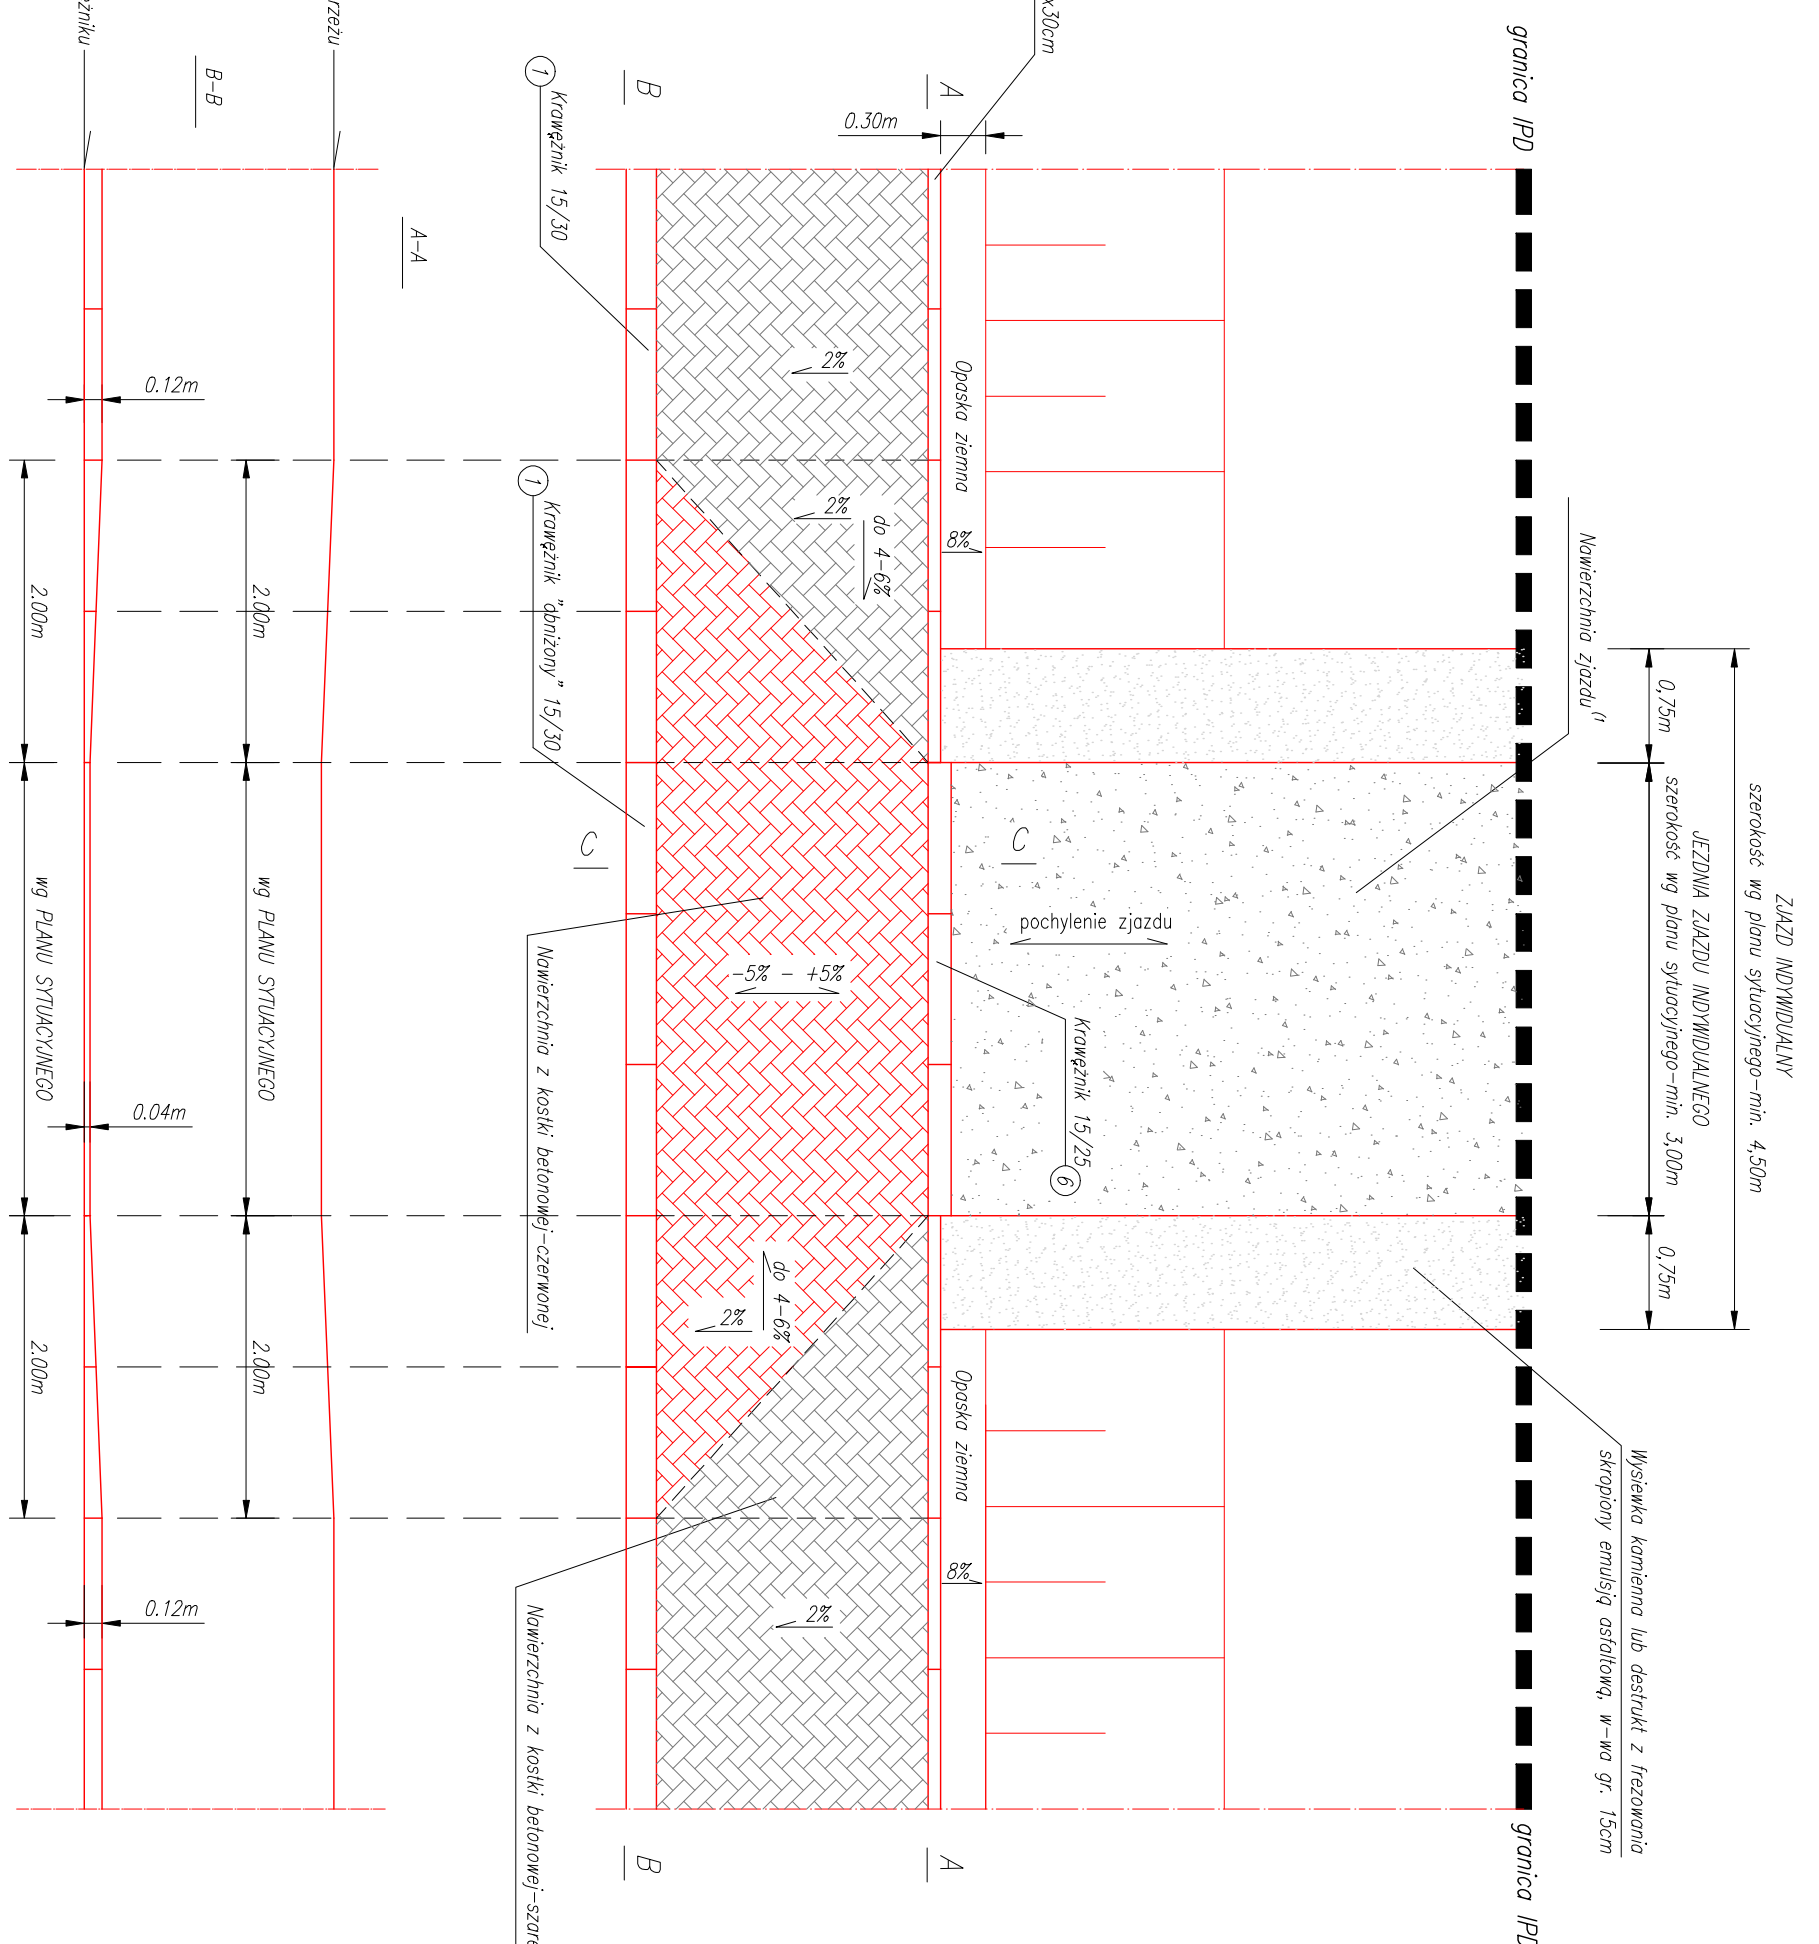 ZJAZD INDYWIDUALNY
szerokość wg planu sytuacyjnego-min. 4,50m
JEZDNIA ZJAZDU INDYWIDUALNEGO
szerokość wg planu sytuacyjnego-min. 3,00m
0,75m
0,75m
Nawierzchnia zjazdu (1
Wysiewka kamienna lub destrukt z frezowania
skropiony emulsją asfaltową, w-wa gr. 15cm
granica IPD
granica IPD
x30cm
A
A
0.30m
Opaska ziemna
8%
Opaska ziemna
8%
C
pochylenie zjazdu
Krawężnik 15/25
6
2%
2%
do 4-6%
-5% - +5%
do 4-6%
2%
2%
B
B
C
1
Krawężnik 15/30
1
Krawężnik "obniżony" 15/30
Nawierzchnia z kostki betonowej-czerwonej
Nawierzchnia z kostki betonowej-szare
A-A
2.00m
wg PLANU SYTUACYJNEGO
2.00m
B-B
0.12m
0.04m
0.12m
2.00m
wg PLANU SYTUACYJNEGO
2.00m